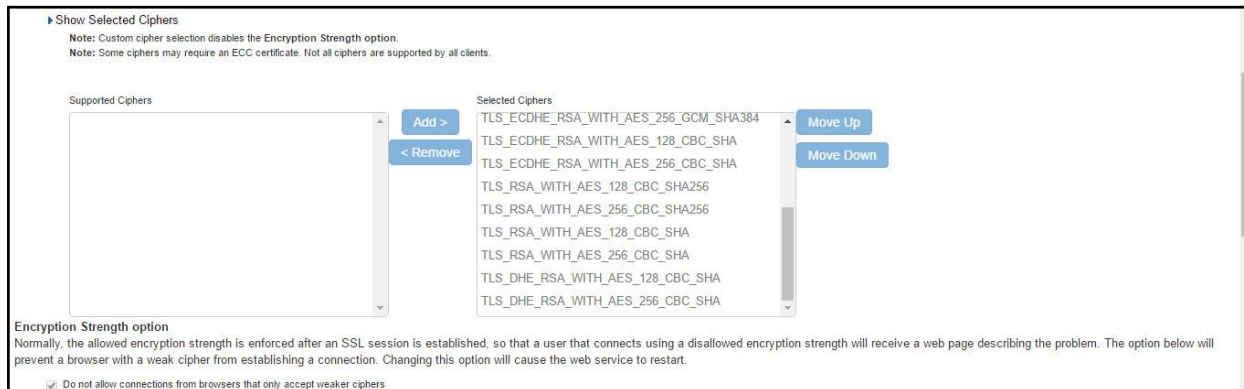 Show Selected Ciphers
Note: Custom cipher selection disables the Encryption Strength option.
Note: Some ciphers may require an ECC certificate. Not all ciphers are supported by all clients.
Supported Ciphers
Add >
< Remove
Selected Ciphers
TLS_ECDHE_RSA_WITH_AES_256_GCM_SHA384
TLS_ECDHE_RSA_WITH_AES_128_CBC_SHA
TLS_ECDHE_RSA_WITH_AES_256_CBC_SHA
TLS_RSA_WITH_AES_128_CBC_SHA256
TLS_RSA_WITH_AES_256_CBC_SHA256
TLS_RSA_WITH_AES_128_CBC_SHA
TLS_RSA_WITH_AES_256_CBC_SHA
TLS_DHE_RSA_WITH_AES_128_CBC_SHA
TLS_DHE_RSA_WITH_AES_256_CBC_SHA
Move Up
Move Down
Encryption Strength option
Normally, the allowed encryption strength is enforced after an SSL session is established, so that a user that connects using a disallowed encryption strength will receive a web page describing the problem. The option below will
prevent a browser with a weak cipher from establishing a connection. Changing this option will cause the web service to restart.
Do not allow connections from browsers that only accept weaker ciphers